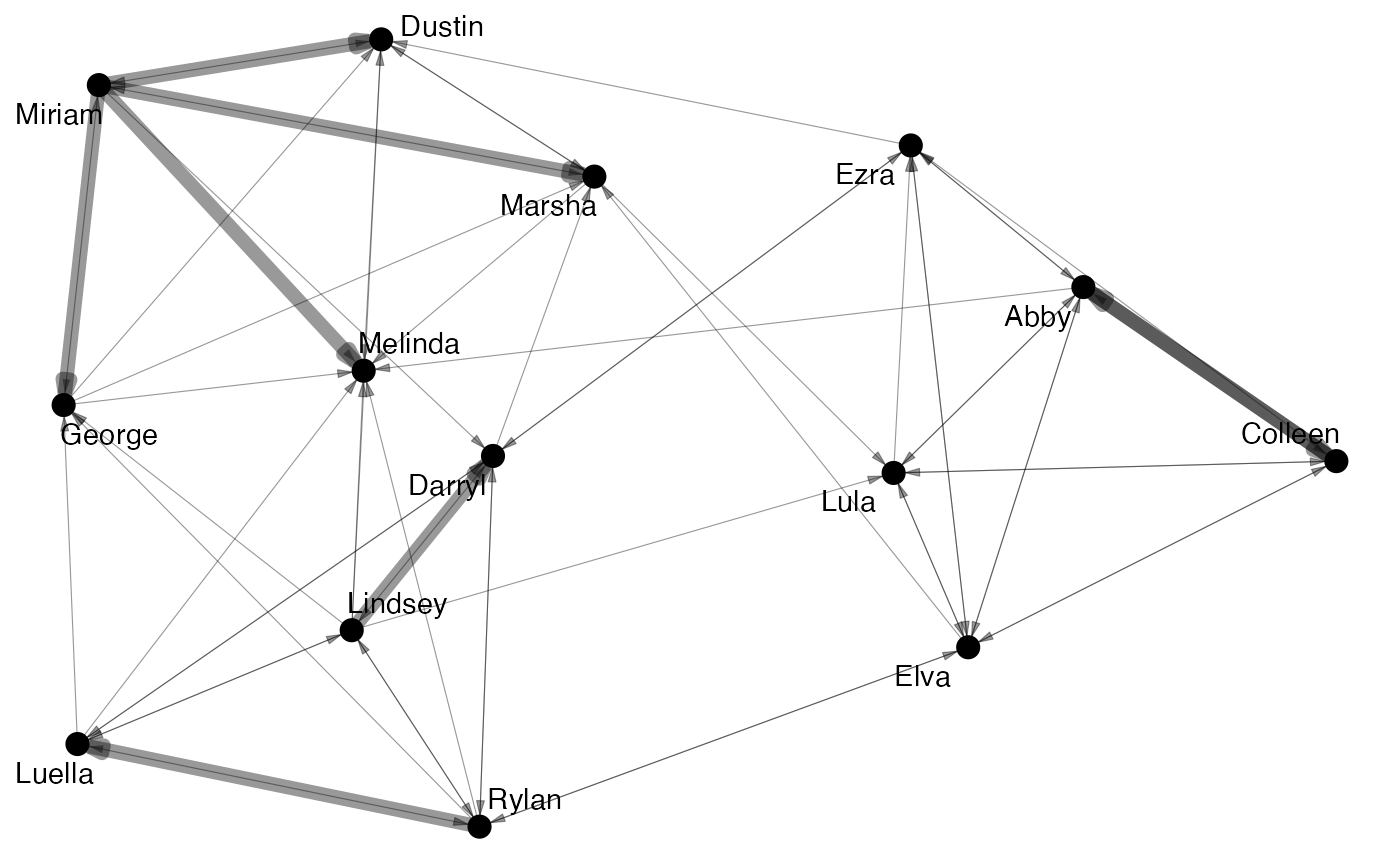 Dustin
Miriam
Ezra
Marsha
Abby
Melinda
George
Colleen
Darryl
Lula
Lindsey
Elva
Luella
Rylan